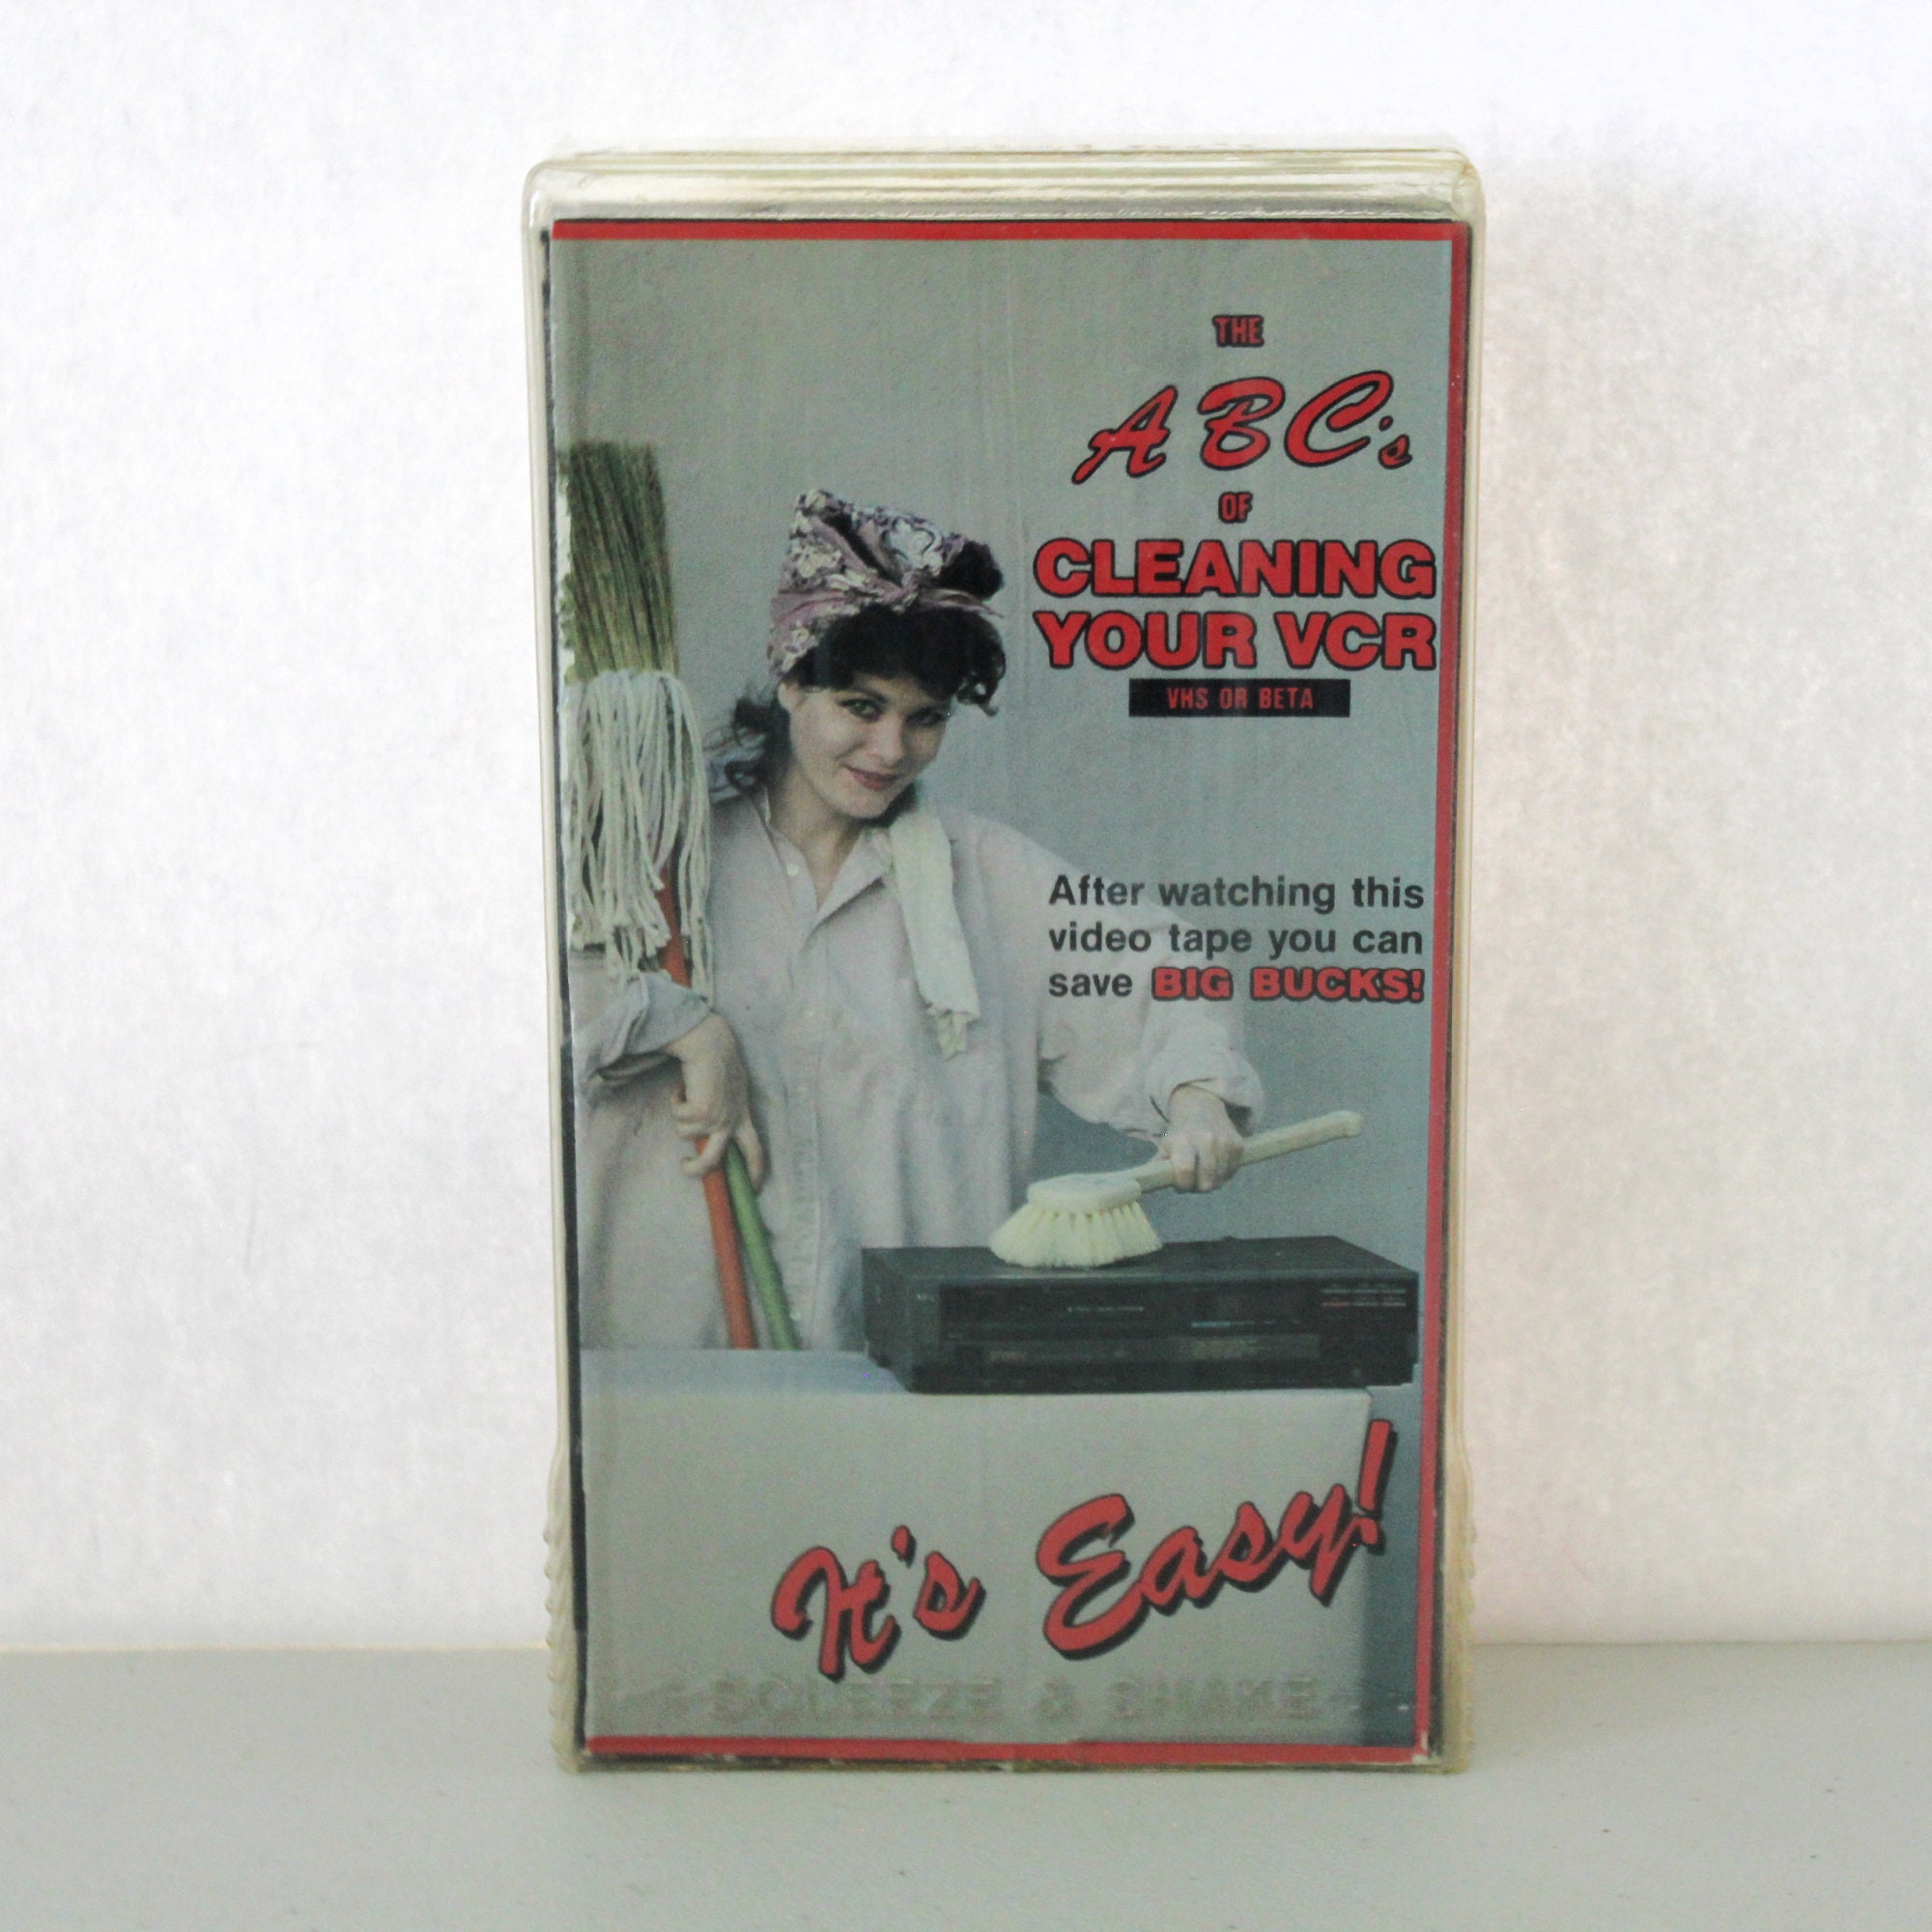 THE
ABC's
OF
CLEANING
YOUR VCR
VHS OR BETA
After watching this
video tape you can
save BIG BUCKS!
It's Easy!
SQUEEZE & SHAKE